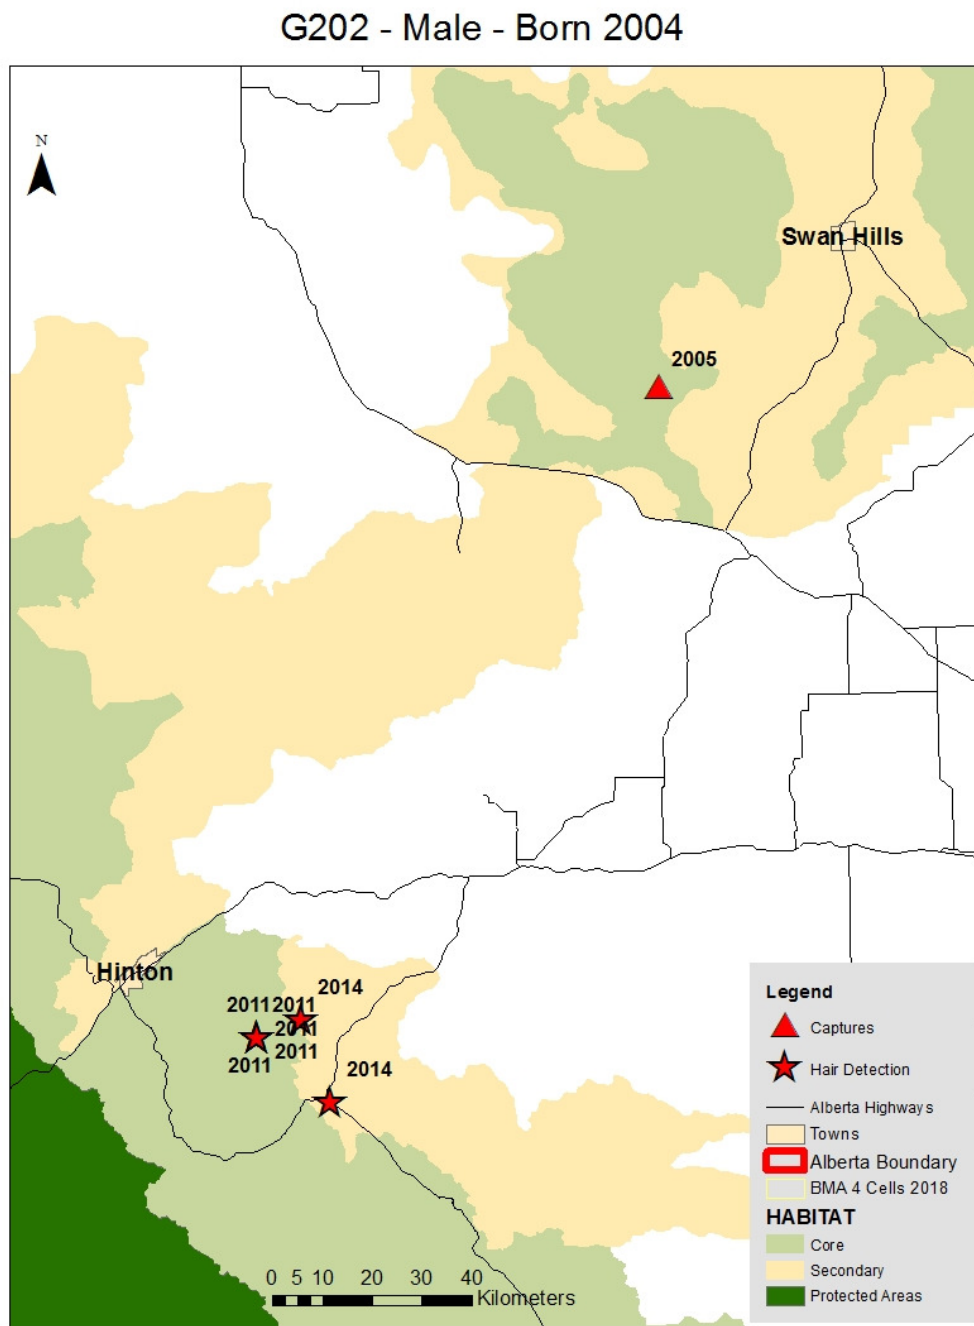 G202 - Male - Born 2004
N
Swan Hills
2005
Hinton
2011 2011 2014
2011
2011 2011
2014
Legend
Captures
Hair Detection
Alberta Highways
Towns
Alberta Boundary
BMA 4 Cells 2018
HABITAT
Core
Secondary
Protected Areas
0 5 10 20 30 40
Kilometers